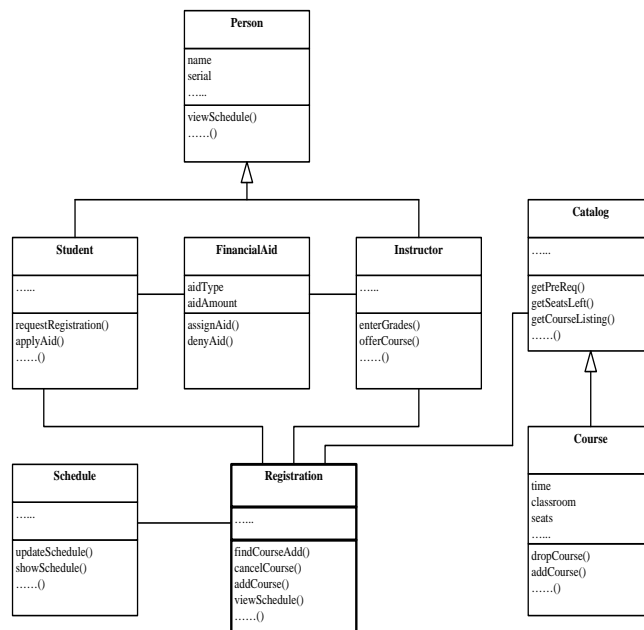 Person
name
serial
…...
viewSchedule()
……()
Student
…...
requestRegistration()
applyAid()
……()
FinancialAid
aidType
aidAmount
assignAid()
denyAid()
Instructor
…...
enterGrades()
offerCourse()
……()
Catalog
…...
getPreReq()
getSeatsLeft()
getCourseListing()
……()
Schedule
…...
updateSchedule()
showSchedule()
……()
Registration
…...
findCourseAdd()
cancelCourse()
addCourse()
viewSchedule()
……()
Course
time
classroom
seats
…...
dropCourse()
addCourse()
……()